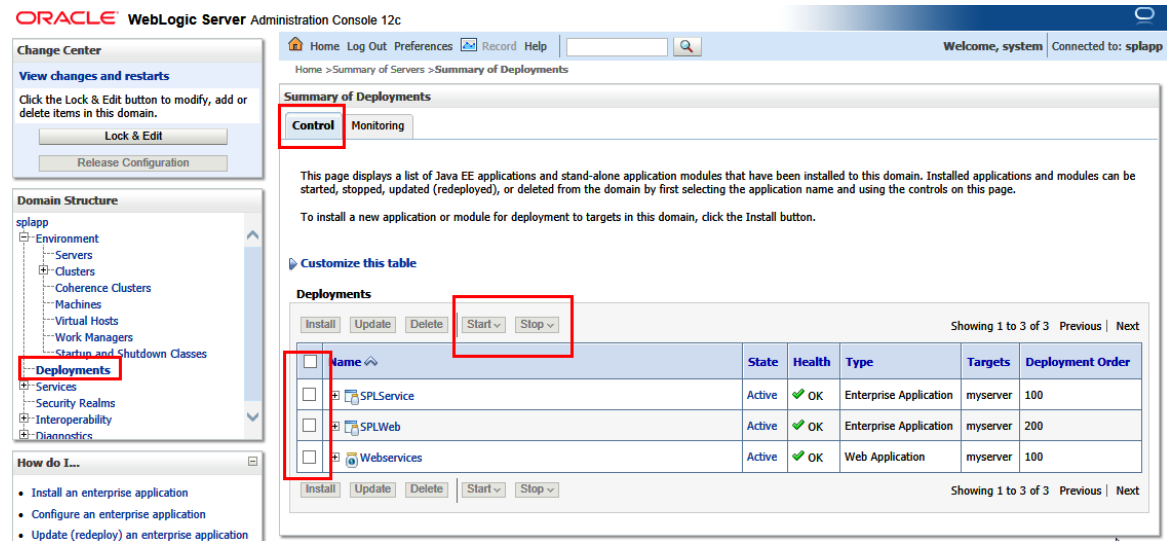 ORACLE WebLogic Server Administration Console 12c
Change Center
View changes and restarts
Click the Lock & Edit button to modify, add or
delete items in this domain.
Lock & Edit
Release Configuration
Domain Structure
splapp
Environment
Servers
Clusters
Coherence Clusters
Machines
Virtual Hosts
Work Managers
Startup and Shutdown Classes
Deployments
Services
Security Realms
Interoperability
Diagnostics
How do I...
Install an enterprise application
Configure an enterprise application
Update (redeploy) an enterprise application
Home Log Out Preferences Record Help
Welcome, system Connected to: splapp
Home >Summary of Servers >Summary of Deployments
Summary of Deployments
Control Monitoring
This page displays a list of Java EE applications and stand-alone application modules that have been installed to this domain. Installed applications and modules can be
started, stopped, updated (redeployed), or deleted from the domain by first selecting the application name and using the controls on this page.
To install a new application or module for deployment to targets in this domain, click the Install button.
Customize this table
Deployments
Install Update Delete Start Stop Showing 1 to 3 of 3 Previous | Next
Name State Health Type Targets Deployment Order
SPLService Active OK Enterprise Application myserver 100
SPLWeb Active OK Enterprise Application myserver 200
Webservices Active OK Web Application myserver 100
Install Update Delete Start Stop Showing 1 to 3 of 3 Previous | Next